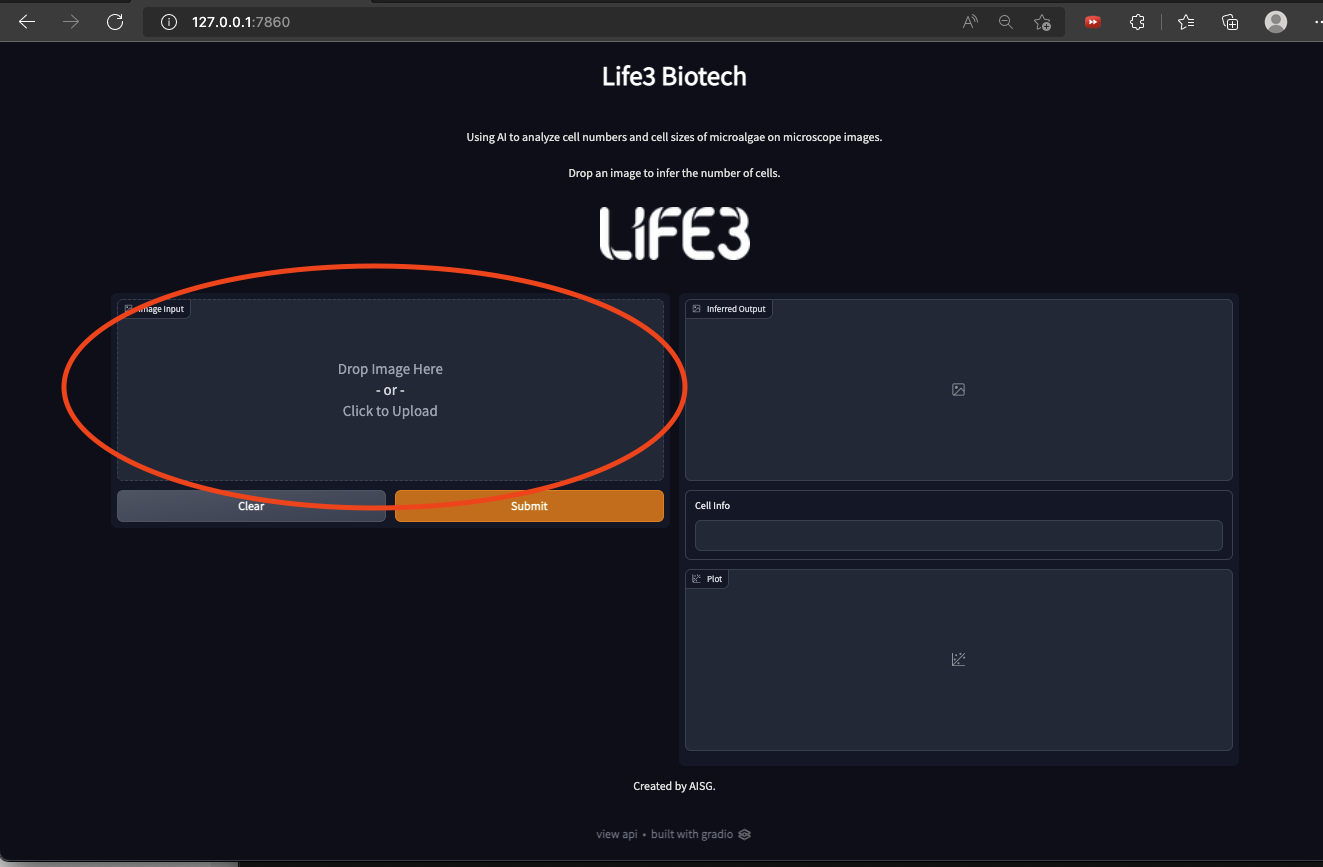 127.0.0.1:7860
Life3 Biotech
Using AI to analyze cell numbers and cell sizes of microalgae on microscope images.
Drop an image to infer the number of cells.
LIFE3
Image Input
Drop Image Here
- or -
Click to Upload
Clear
Submit
Inferred Output
Cell Info
Plot
Created by AISG.
view api • built with gradio